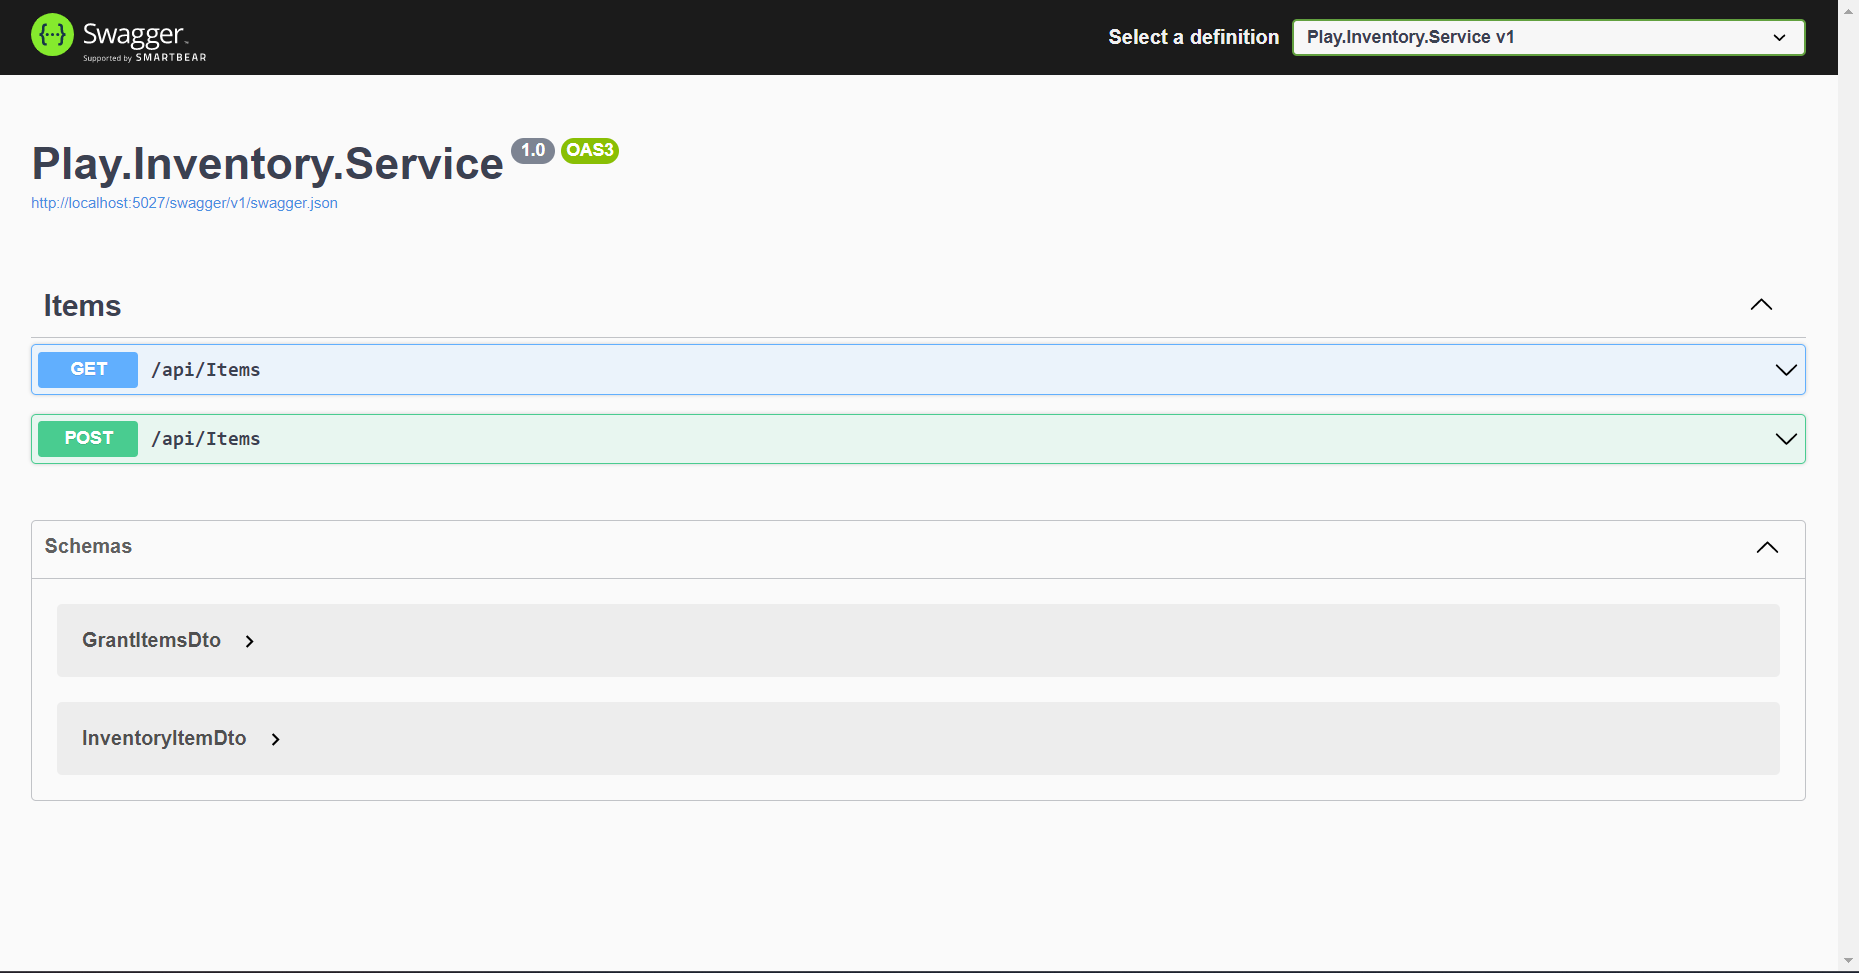 Swagger
Supported by SMARTBEAR
Select a definition
Play.Inventory.Service v1
Play.Inventory.Service 1.0 OAS3
http://localhost:5027/swagger/v1/swagger.json
Items
GET /api/Items
POST /api/Items
Schemas
GrantItemsDto
InventoryItemDto